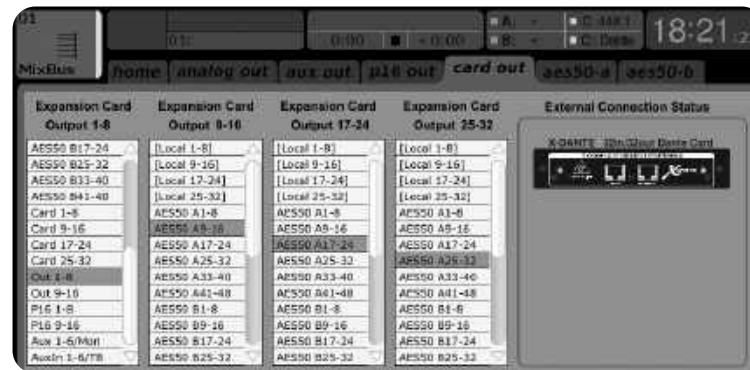 01
MixBus
01:
0:00 - 0:00
A: -
B: -
C: Dante
18:21
home
analog out
aux out
p16 out
card out
aes50-a
aes50-b
Expansion Card
Output 1-8
AES50 B17-24
AES50 B25-32
AES50 B33-40
AES50 B41-48
Card 1-8
Card 9-16
Card 17-24
Card 25-32
Out 1-8
Out 9-16
P16 1-8
P16 9-16
Aux 1-6/Mon
AuxIn 1-6/TB
Expansion Card
Output 9-16
[Local 1-8]
[Local 9-16]
[Local 17-24]
[Local 25-32]
AES50 A1-8
AES50 A9-16
AES50 A17-24
AES50 A25-32
AES50 A33-40
AES50 A41-48
AES50 B1-8
AES50 B9-16
AES50 B17-24
AES50 B25-32
Expansion Card
Output 17-24
[Local 1-8]
[Local 9-16]
[Local 17-24]
[Local 25-32]
AES50 A1-8
AES50 A9-16
AES50 A17-24
AES50 A25-32
AES50 A33-40
AES50 A41-48
AES50 B1-8
AES50 B9-16
AES50 B17-24
AES50 B25-32
Expansion Card
Output 25-32
[Local 1-8]
[Local 9-16]
[Local 17-24]
[Local 25-32]
AES50 A1-8
AES50 A9-16
AES50 A17-24
AES50 A25-32
AES50 A33-40
AES50 A41-48
AES50 B1-8
AES50 B9-16
AES50 B17-24
AES50 B25-32
External Connection Status
X-DANTE 32in/32out Dante Card